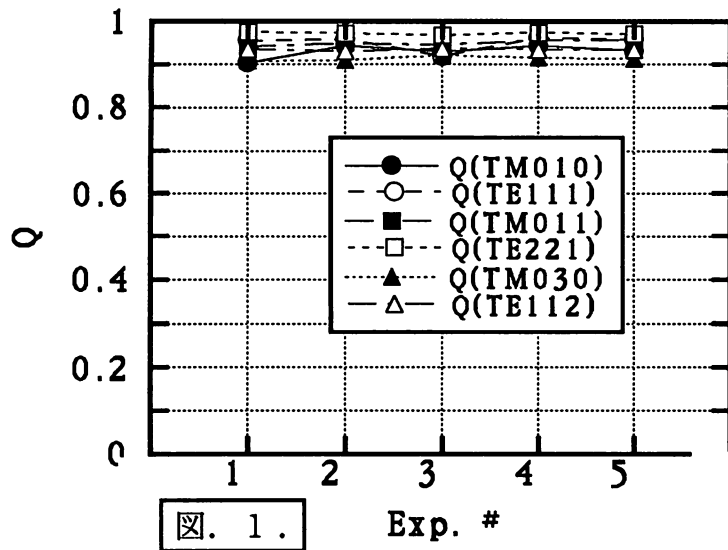 1
0.8
0.6
0.4
0.2
0
Q
Q(TM010)
Q(TE111)
Q(TM011)
Q(TE221)
Q(TM030)
Q(TE112)
1 2 3 4 5
図. 1. Exp. #